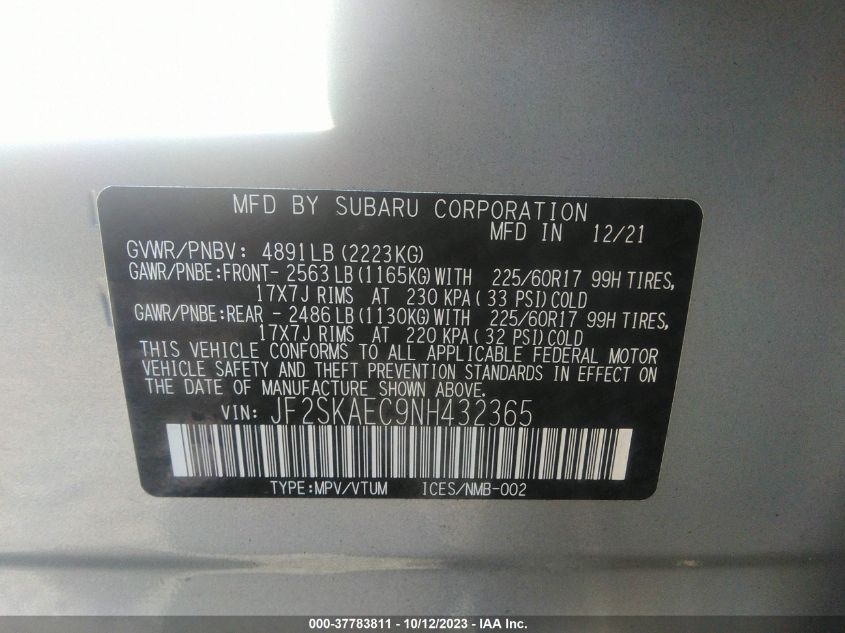 MFD BY SUBARU CORPORATION
MFD IN 12/21
GVWR/PNBV: 4891LB(2223KG)
GAWR/PNBE:FRONT- 2563LB(1165KG)WITH 225/60R17 99H TIRES,
17X7J RIMS AT 230 KPA( 33 PSI)COLD
GAWR/PNBE:REAR - 2486LB(1130KG)WITH 225/60R17 99H TIRES,
17X7J RIMS AT 220 KPA( 32 PSI)COLD
THIS VEHICLE CONFORMS TO ALL APPLICABLE FEDERAL MOTOR
VEHICLE SAFETY AND THEFT PREVENTION STANDARDS IN EFFECT ON
THE DATE OF MANUFACTURE SHOWN ABOVE.
VIN: JF2SKAEC9NH432365
TYPE:MPV/VTUM ICES/NMB-002
000-37783811 - 10/12/2023 - IAA Inc.